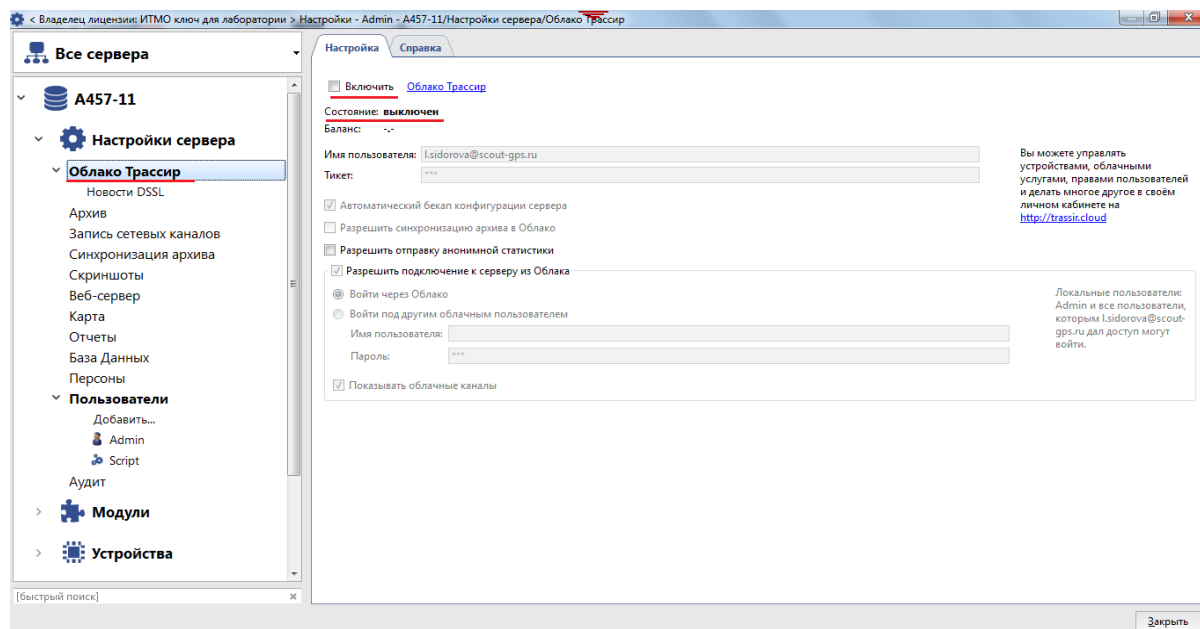 < Владелец лицензии: ИТМО ключ для лаборатории > Настройки - Admin - A457-11/Настройки сервера/Облако Трассир
Все сервера
A457-11
Настройки сервера
Облако Трассир
Новости DSSL
Архив
Запись сетевых каналов
Синхронизация архива
Скриншоты
Веб-сервер
Карта
Отчеты
База Данных
Персоны
Пользователи
Добавить...
Admin
Script
Аудит
Модули
Устройства
[быстрый поиск]
Настройка Справка
Включить Облако Трассир
Состояние: выключен
Баланс: -.-
Имя пользователя: l.sidorova@scout-gps.ru
Тикет: ***
Автоматический бекап конфигурации сервера
Разрешить синхронизацию архива в Облако
Разрешить отправку анонимной статистики
Разрешить подключение к серверу из Облака
Войти через Облако
Войти под другим облачным пользователем
Имя пользователя:
Пароль: ***
Показывать облачные каналы
Вы можете управлять
устройствами, облачными
услугами, правами пользователей
и делать многое другое в своём
личном кабинете на
http://trassir.cloud
Локальные пользователи:
Admin и все пользователи,
которым l.sidorova@scout-
gps.ru дал доступ могут
войти.
Закрыть